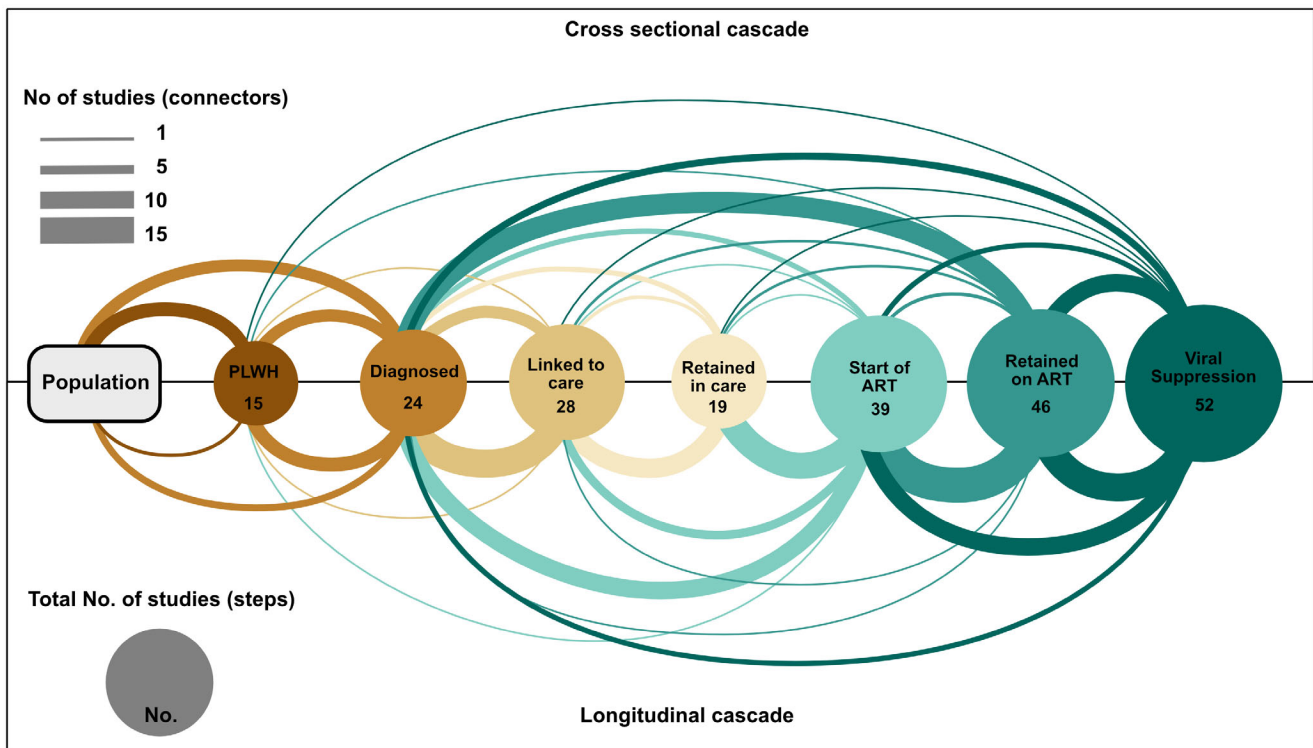 Cross sectional cascade
No of studies (connectors)
1
5
10
15
Population
PLWH
15
Diagnosed
24
Linked to
care
28
Retained
in care
19
Start of
ART
39
Retained
on ART
46
Viral
Suppression
52
Total No. of studies (steps)
No.
Longitudinal cascade